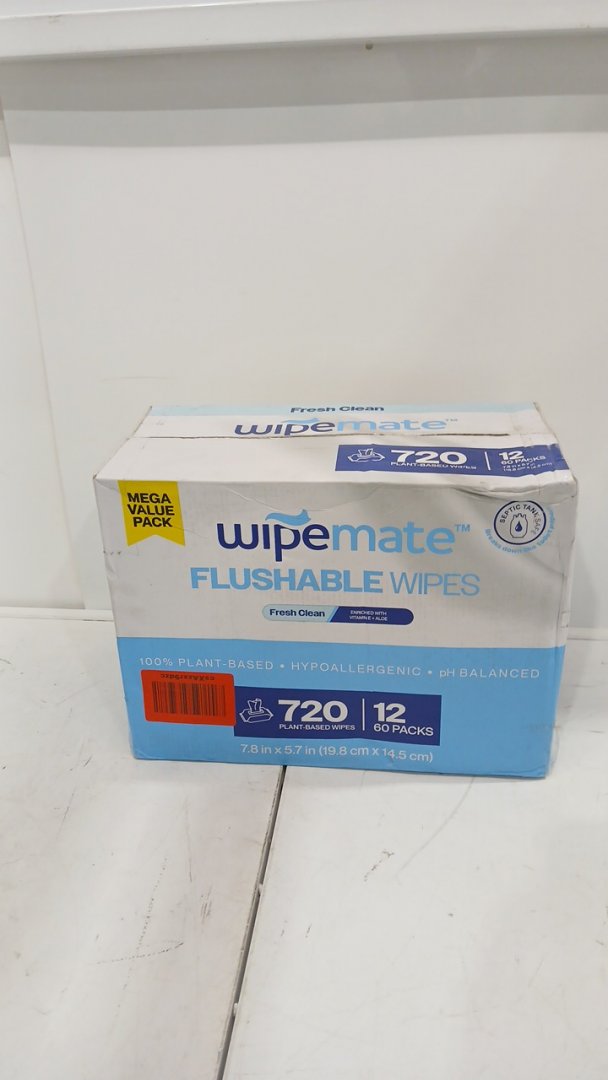 Fresh Clean
wipemate™
720
PLANT-BASED WIPES
12
60 PACKS
MEGA
VALUE
PACK
SEPTIC TANK SAFE
wipemate™
FLUSHABLE WIPES
Fresh Clean
ENRICHED WITH
VITAMIN E + ALOE
100% PLANT-BASED • HYPOALLERGENIC • pH BALANCED
720
PLANT-BASED WIPES
12
60 PACKS
7.8 in x 5.7 in (19.8 cm x 14.5 cm)